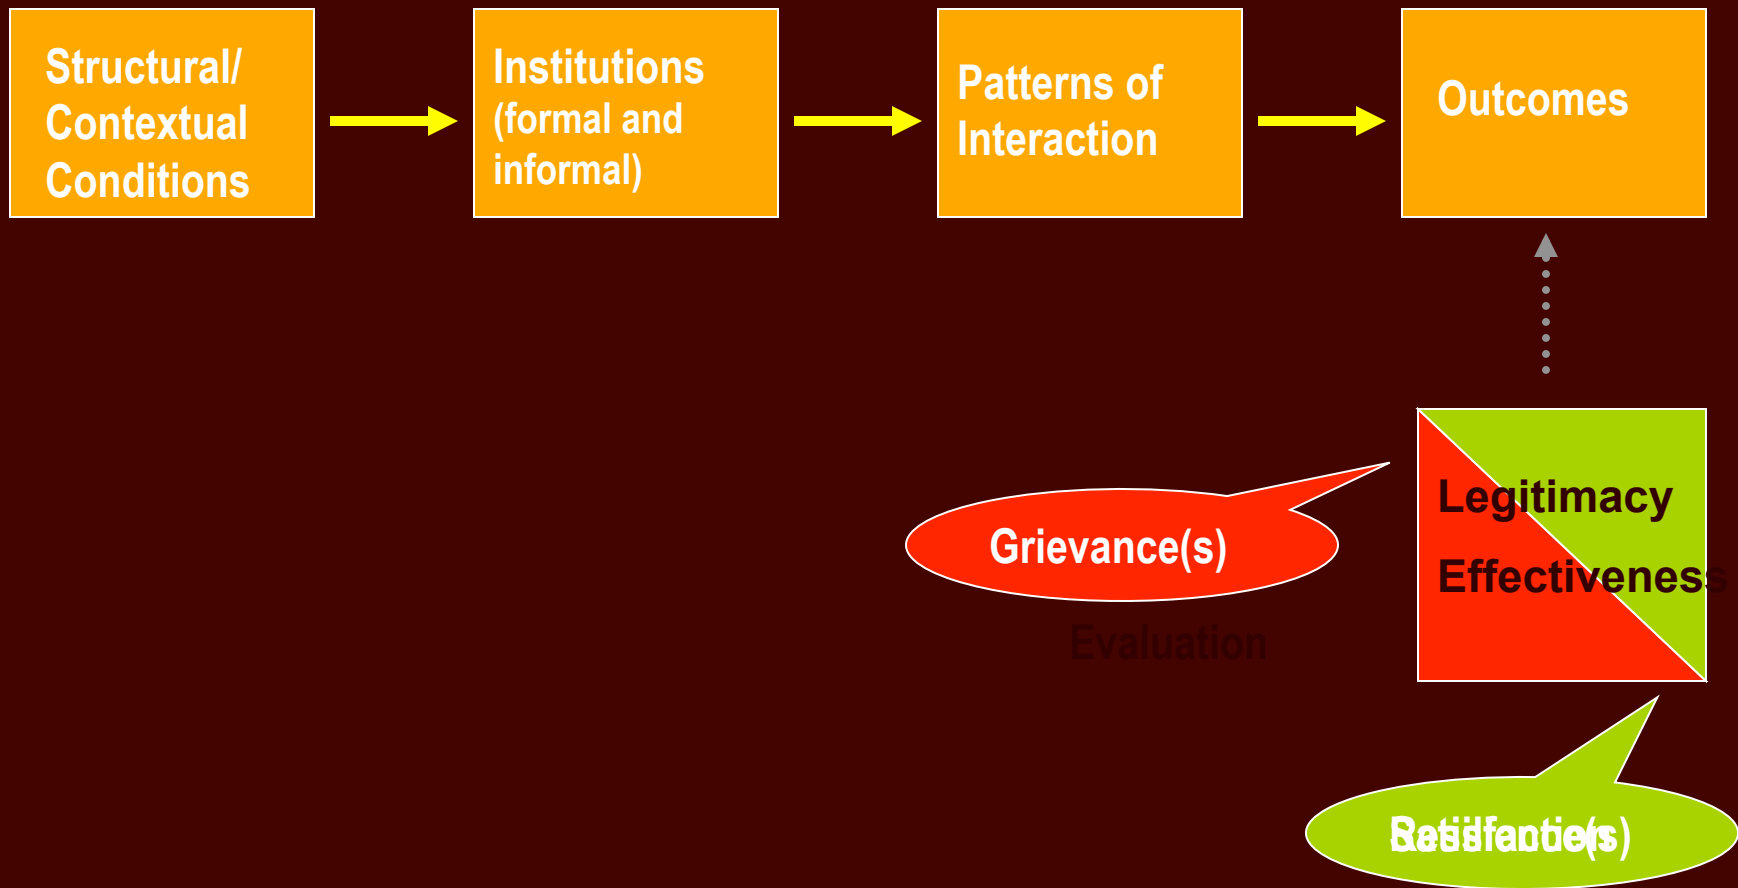 Structural/
Contextual
Conditions
Institutions
(formal and
informal)
Patterns of
Interaction
Outcomes
Legitimacy
Effectiveness
Grievance(s)
Evaluation